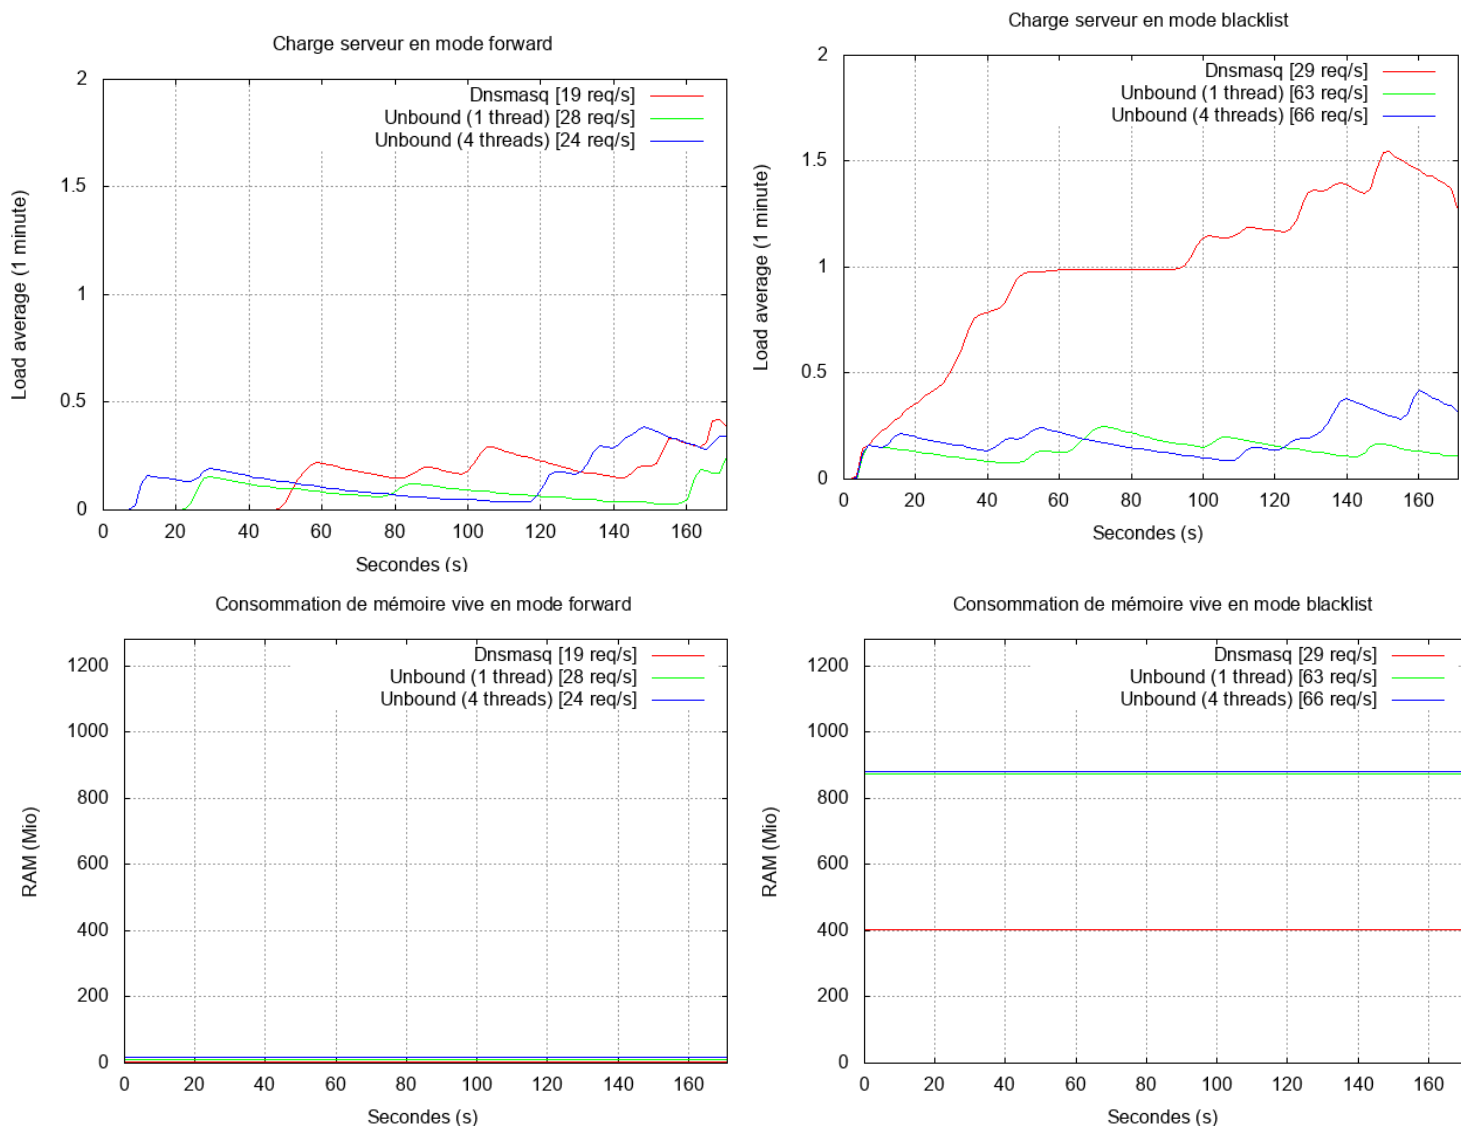 Charge serveur en mode forward
2
1.5
1
0.5
0
Load average (1 minute)
Dnsmasq [19 req/s]
Unbound (1 thread) [28 req/s]
Unbound (4 threads) [24 req/s]
0 20 40 60 80 100 120 140 160
Secondes (s)
Charge serveur en mode blacklist
2
1.5
1
0.5
0
Load average (1 minute)
Dnsmasq [29 req/s]
Unbound (1 thread) [63 req/s]
Unbound (4 threads) [66 req/s]
0 20 40 60 80 100 120 140 160
Secondes (s)
Consommation de mémoire vive en mode forward
1200
1000
800
600
400
200
0
RAM (Mio)
Dnsmasq [19 req/s]
Unbound (1 thread) [28 req/s]
Unbound (4 threads) [24 req/s]
0 20 40 60 80 100 120 140 160
Secondes (s)
Consommation de mémoire vive en mode blacklist
1200
1000
800
600
400
200
0
RAM (Mio)
Dnsmasq [29 req/s]
Unbound (1 thread) [63 req/s]
Unbound (4 threads) [66 req/s]
0 20 40 60 80 100 120 140 160
Secondes (s)